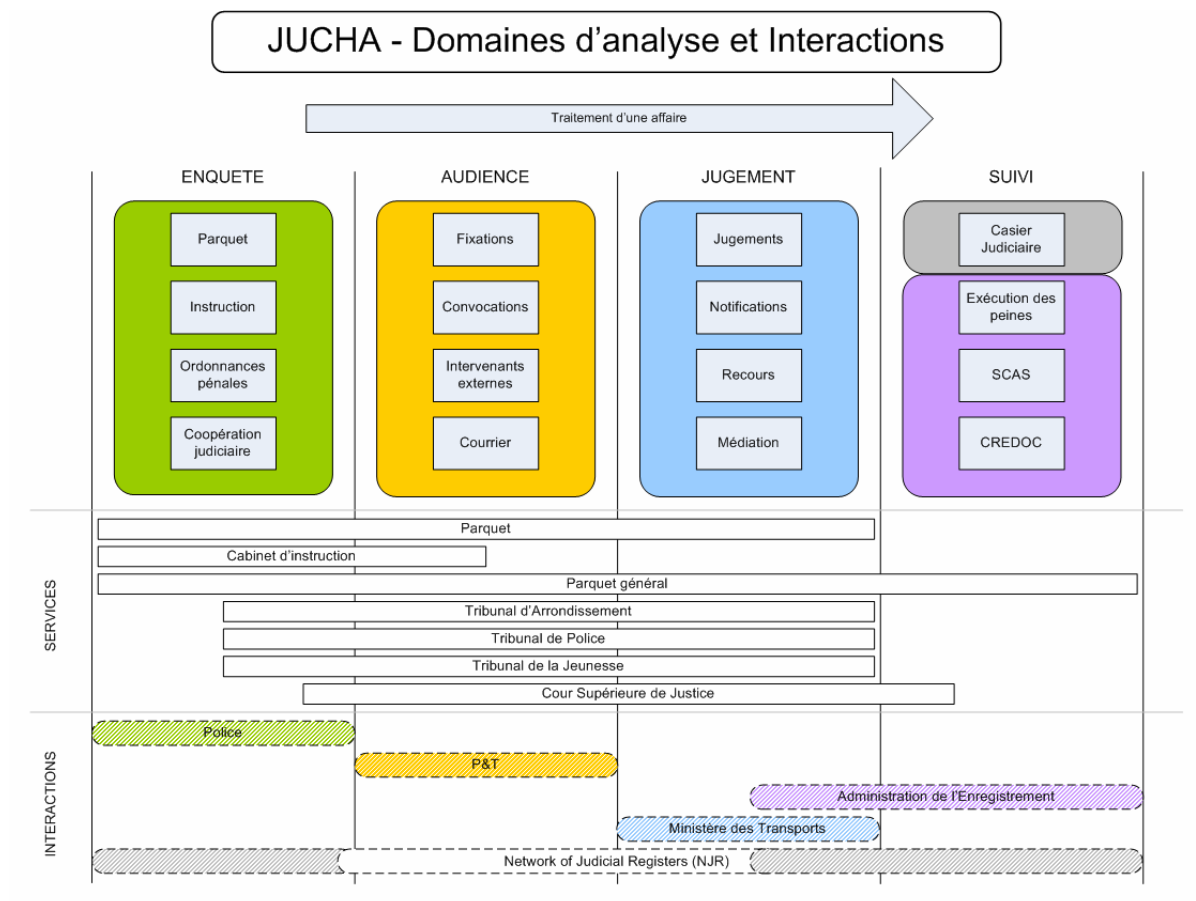 JUCHA - Domaines d'analyse et Interactions
Traitement d'une affaire
ENQUETE
AUDIENCE
JUGEMENT
SUIVI
Parquet
Instruction
Ordonnances
pénales
Coopération
judiciaire
Fixations
Convocations
Intervenants
externes
Courrier
Jugements
Notifications
Recours
Médiation
Casier
Judiciaire
Exécution des
peines
SCAS
CREDOC
SERVICES
Parquet
Cabinet d'instruction
Parquet général
Tribunal d'Arrondissement
Tribunal de Police
Tribunal de la Jeunesse
Cour Supérieure de Justice
INTERACTIONS
Police
P&T
Administration de l'Enregistrement
Ministère des Transports
Network of Judicial Registers (NJR)